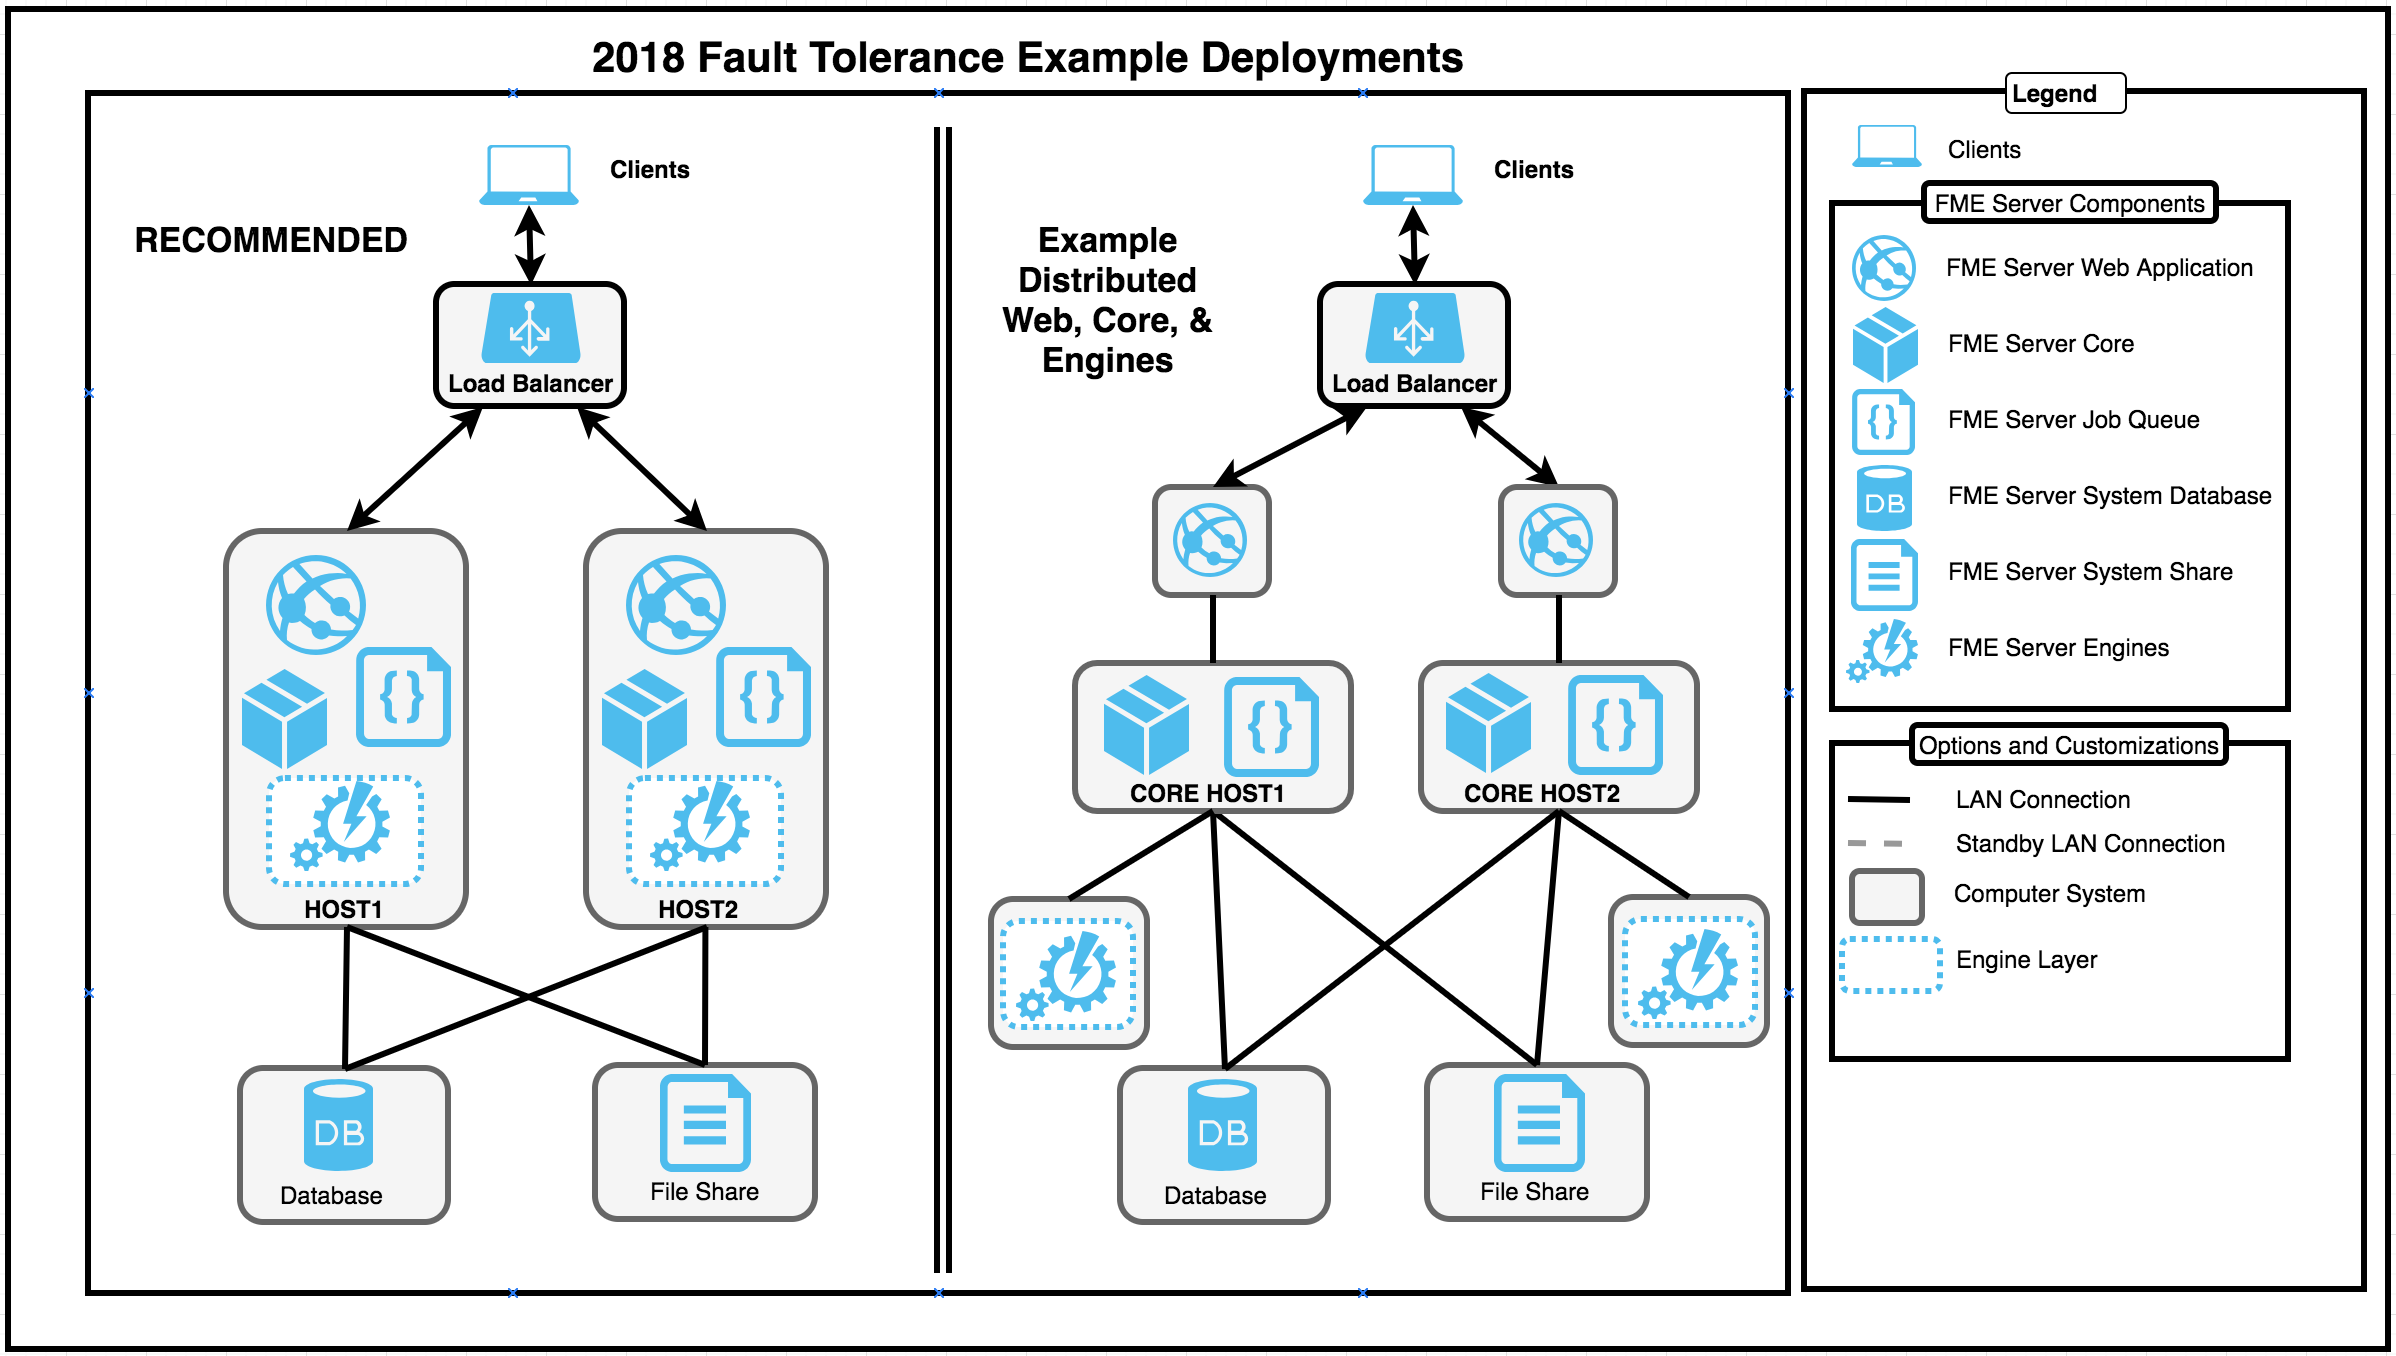 2018 Fault Tolerance Example Deployments
Clients
RECOMMENDED
Load Balancer
{}
{}
HOST1
HOST2
DB
Database
File Share
Clients
Example
Distributed
Web, Core, &
Engines
Load Balancer
{}
{}
CORE HOST1
CORE HOST2
DB
Database
File Share
Legend
Clients
FME Server Components
FME Server Web Application
FME Server Core
{}
FME Server Job Queue
DB
FME Server System Database
FME Server System Share
FME Server Engines
Options and Customizations
LAN Connection
Standby LAN Connection
Computer System
Engine Layer